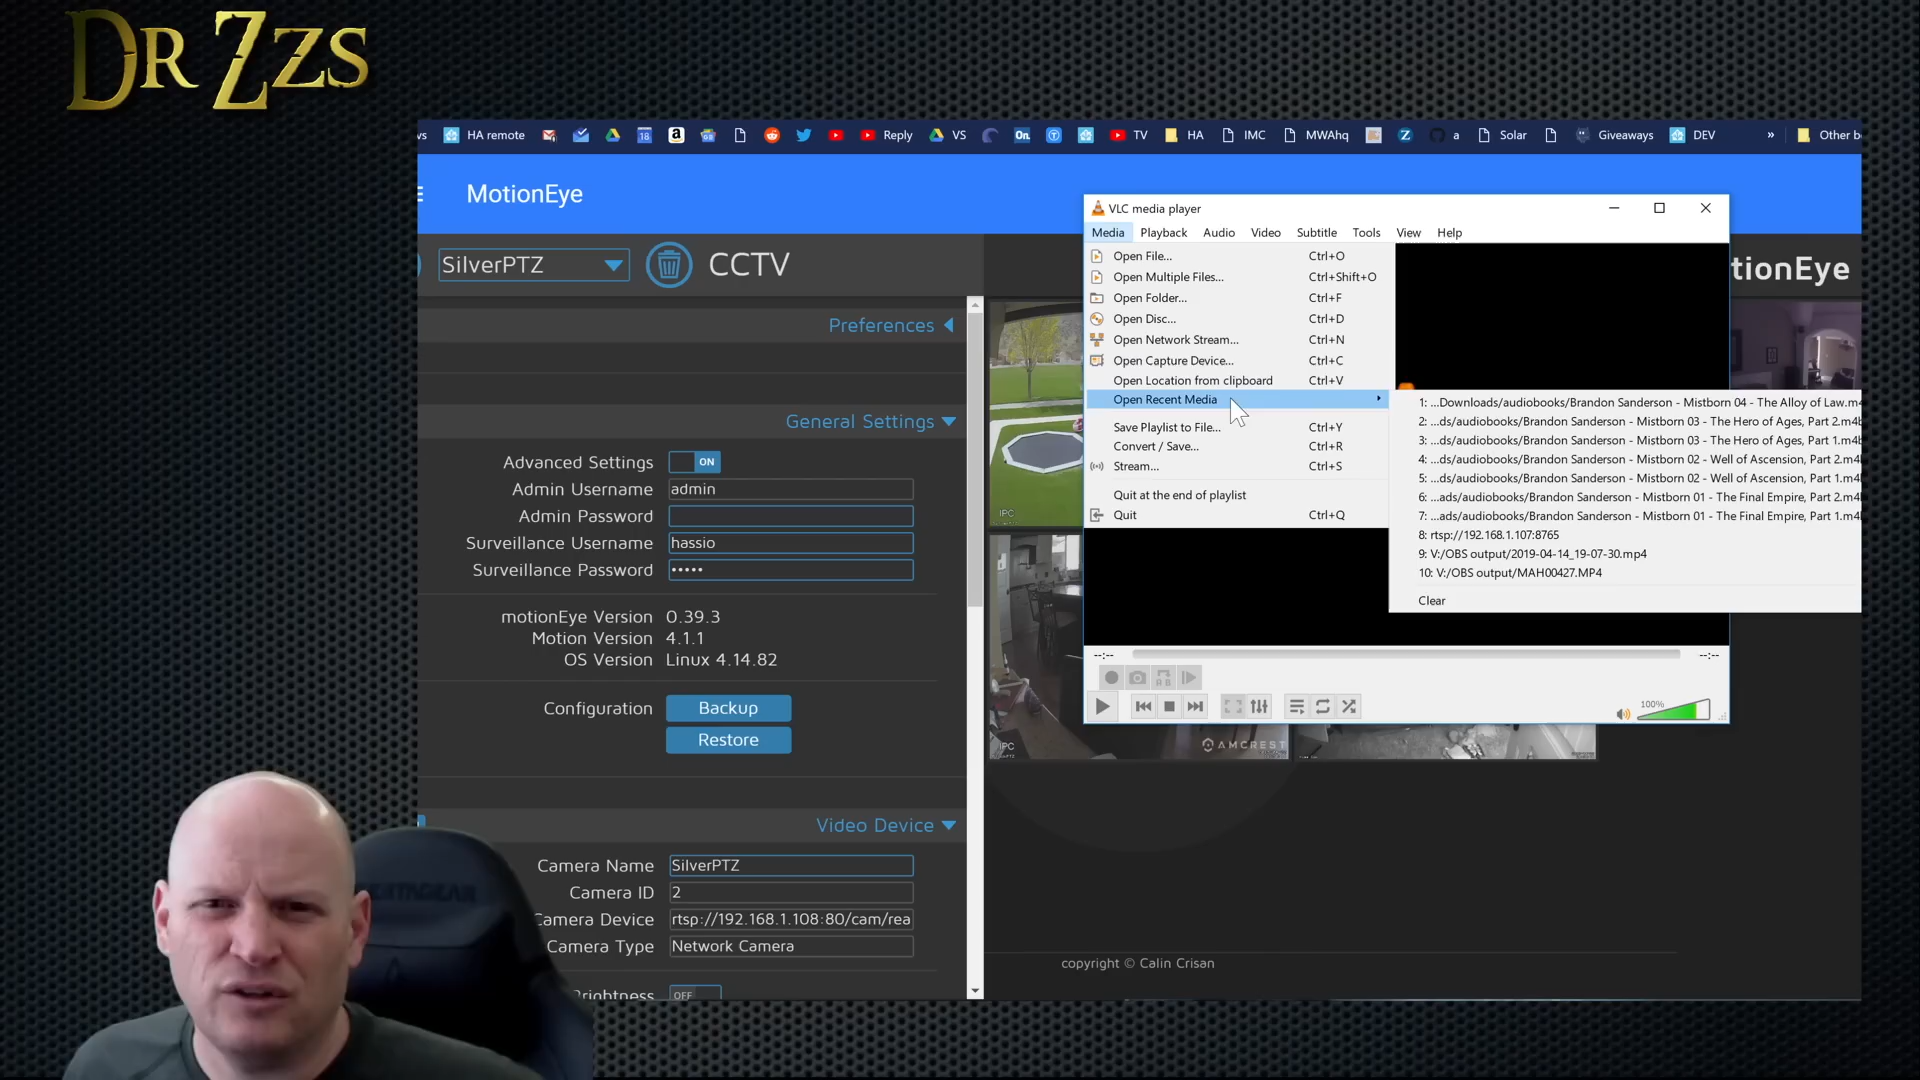 DR ZZS
vs HA remote 18 Reply VS On. TV HA IMC MWAhq Z a Solar Giveaways DEV » Other b
MotionEye
SilverPTZ
CCTV
Preferences
General Settings
Advanced Settings ON
Admin Username admin
Admin Password
Surveillance Username hassio
Surveillance Password •••••
motionEye Version 0.39.3
Motion Version 4.1.1
OS Version Linux 4.14.82
Configuration Backup
Restore
Video Device
Camera Name SilverPTZ
Camera ID 2
Camera Device rtsp://192.168.1.108:80/cam/rea
Camera Type Network Camera
Brightness OFF
tionEye
VLC media player
Media Playback Audio Video Subtitle Tools View Help
Open File... Ctrl+O
Open Multiple Files... Ctrl+Shift+O
Open Folder... Ctrl+F
Open Disc... Ctrl+D
Open Network Stream... Ctrl+N
Open Capture Device... Ctrl+C
Open Location from clipboard Ctrl+V
Open Recent Media
Save Playlist to File... Ctrl+Y
Convert / Save... Ctrl+R
Stream... Ctrl+S
Quit at the end of playlist
Quit Ctrl+Q
1: ...Downloads/audiobooks/Brandon Sanderson - Mistborn 04 - The Alloy of Law.m4
2: ...ds/audiobooks/Brandon Sanderson - Mistborn 03 - The Hero of Ages, Part 2.m4b
3: ...ds/audiobooks/Brandon Sanderson - Mistborn 03 - The Hero of Ages, Part 1.m4b
4: ...ds/audiobooks/Brandon Sanderson - Mistborn 02 - Well of Ascension, Part 2.m4l
5: ...ds/audiobooks/Brandon Sanderson - Mistborn 02 - Well of Ascension, Part 1.m4l
6: ...ads/audiobooks/Brandon Sanderson - Mistborn 01 - The Final Empire, Part 2.m4l
7: ...ads/audiobooks/Brandon Sanderson - Mistborn 01 - The Final Empire, Part 1.m4l
8: rtsp://192.168.1.107:8765
9: V:/OBS output/2019-04-14_19-07-30.mp4
10: V:/OBS output/MAH00427.MP4
Clear
--:-- --:--
100%
IPC
IPC
AMCREST
copyright © Calin Crisan